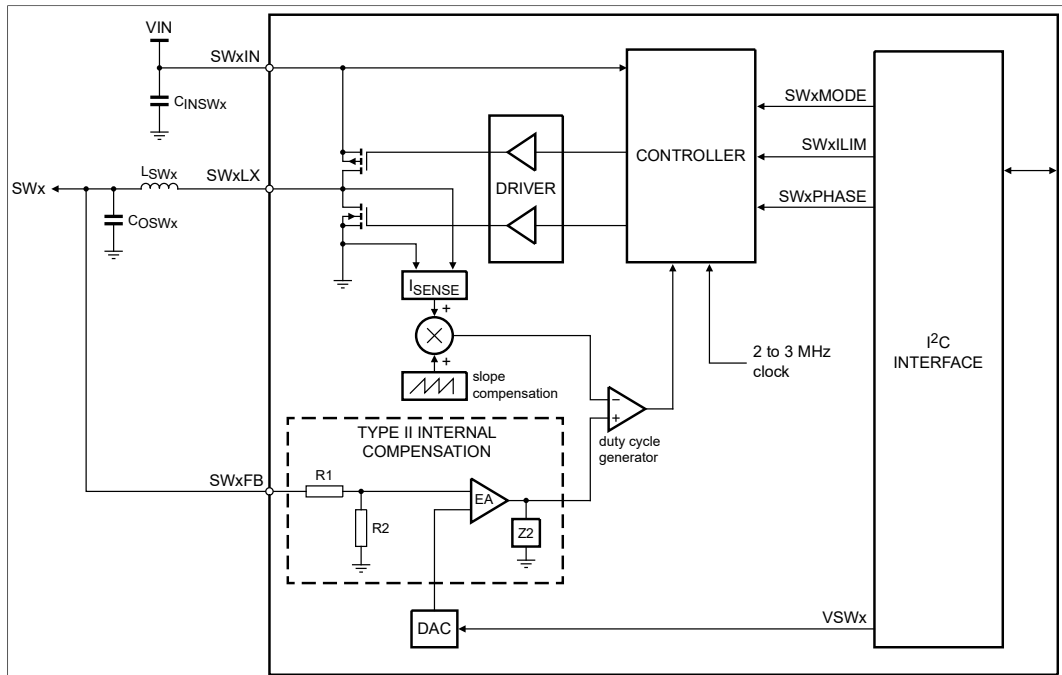 VIN
SWxIN
CINSWx
SWxMODE
CONTROLLER
SWxILIM
DRIVER
LSWx
SWx
SWxLX
SWxPHASE
COSWx
ISENSE
+
+
slope
compensation
2 to 3 MHz
clock
I2C
INTERFACE
−
+
duty cycle
generator
TYPE II INTERNAL
COMPENSATION
SWxFB
R1
EA
R2
Z2
DAC
VSWx